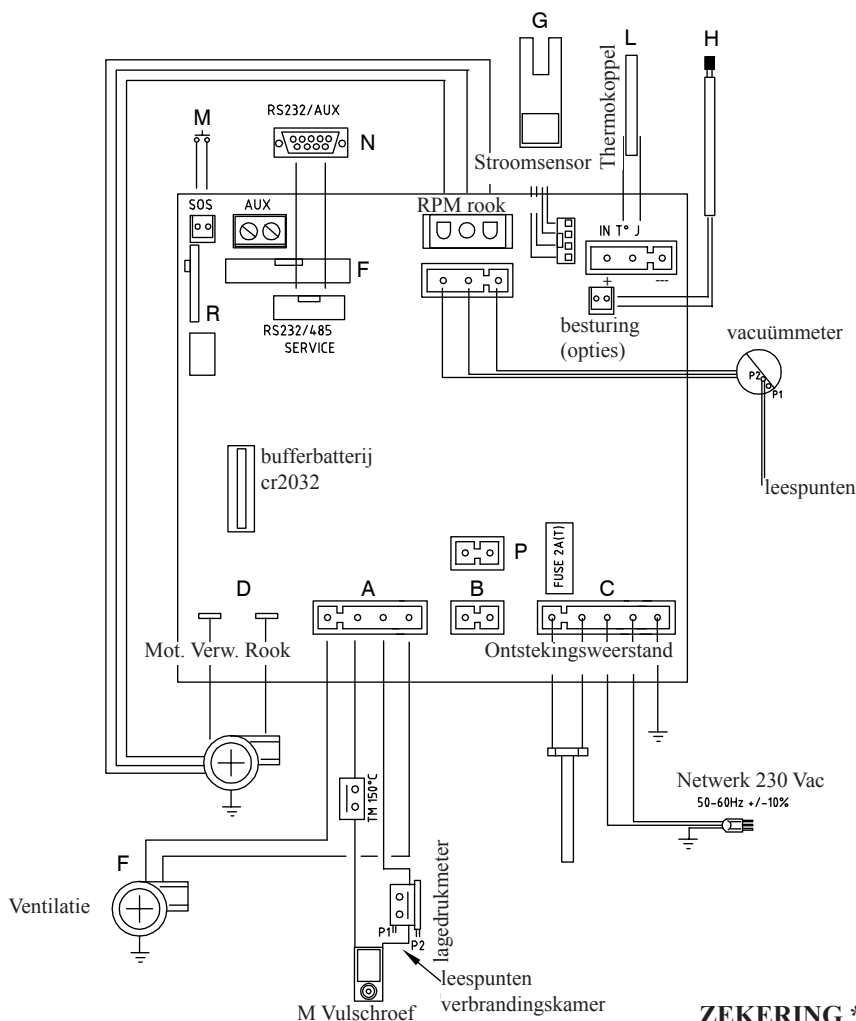 G
L
H
M
RS232/AUX
N
Thermokoppel
Stroomsensor
SOS
AUX
RPM rook
IN T° J
F
+
---
R
RS232/485
SERVICE
besturing
(opties)
vacuümmeter
P2
P1
bufferbatterij
cr2032
leespunten
P
FUSE 2A(T)
D
A
B
C
Mot. Verw. Rook
Ontstekingsweerstand
TM 150°C
Netwerk 230 Vac
50-60Hz +/-10%
F
Ventilatie
lagedrukmeter
P1
P2
leespunten
verbrandingskamer
M Vulschroef
ZEKERING *